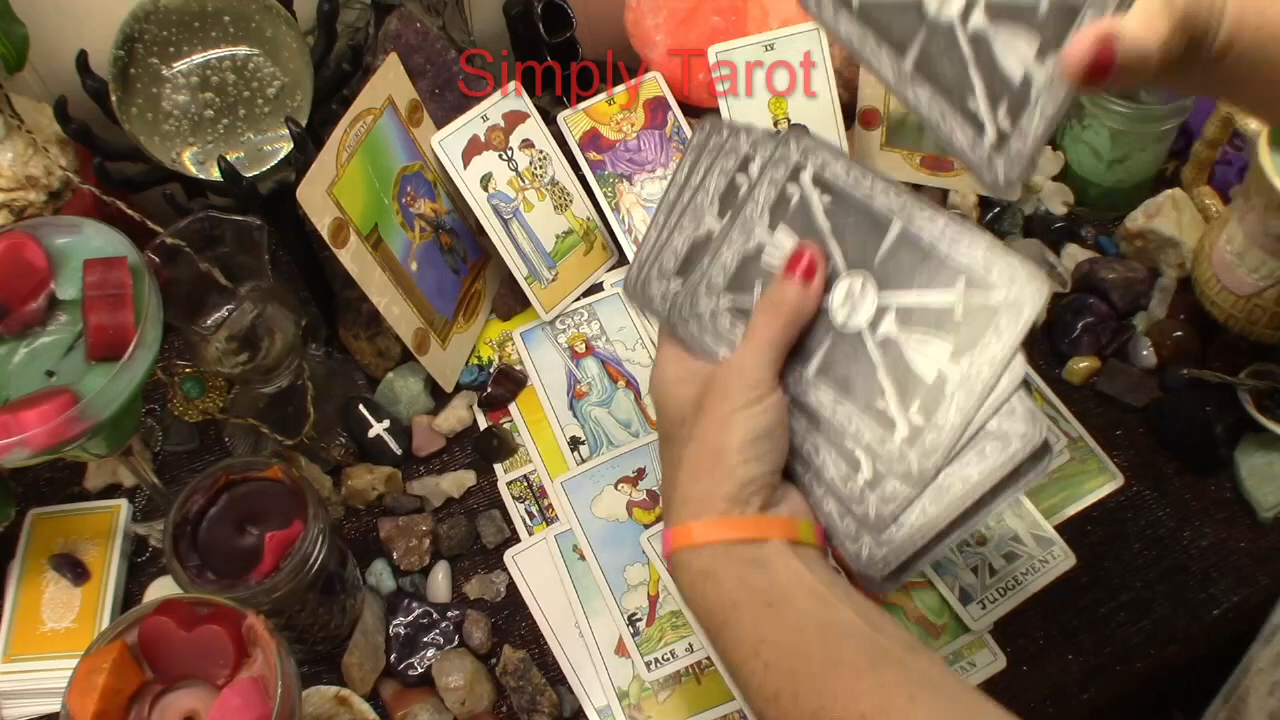 Simply Tarot
II
VI
IV
PAGE of
JUDGEMENT.